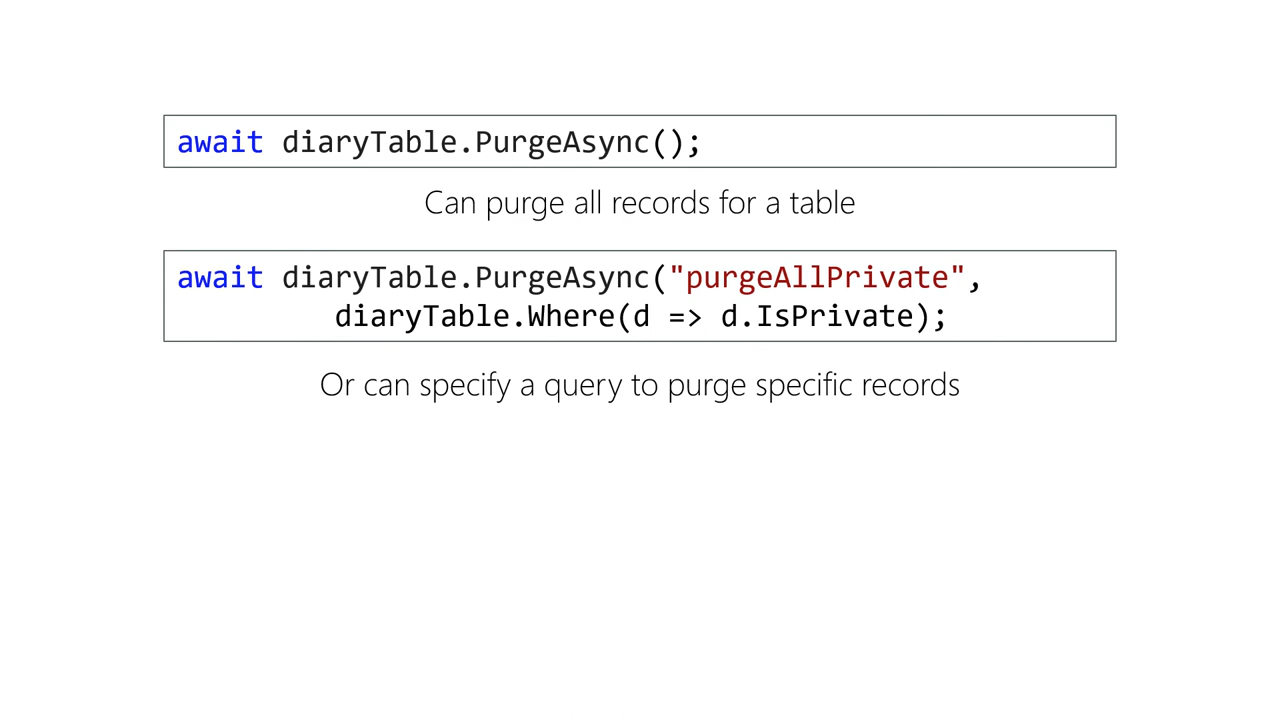 await diaryTable.PurgeAsync();
Can purge all records for a table
await diaryTable.PurgeAsync("purgeAllPrivate",
diaryTable.Where(d => d.IsPrivate);
Or can specify a query to purge specific records